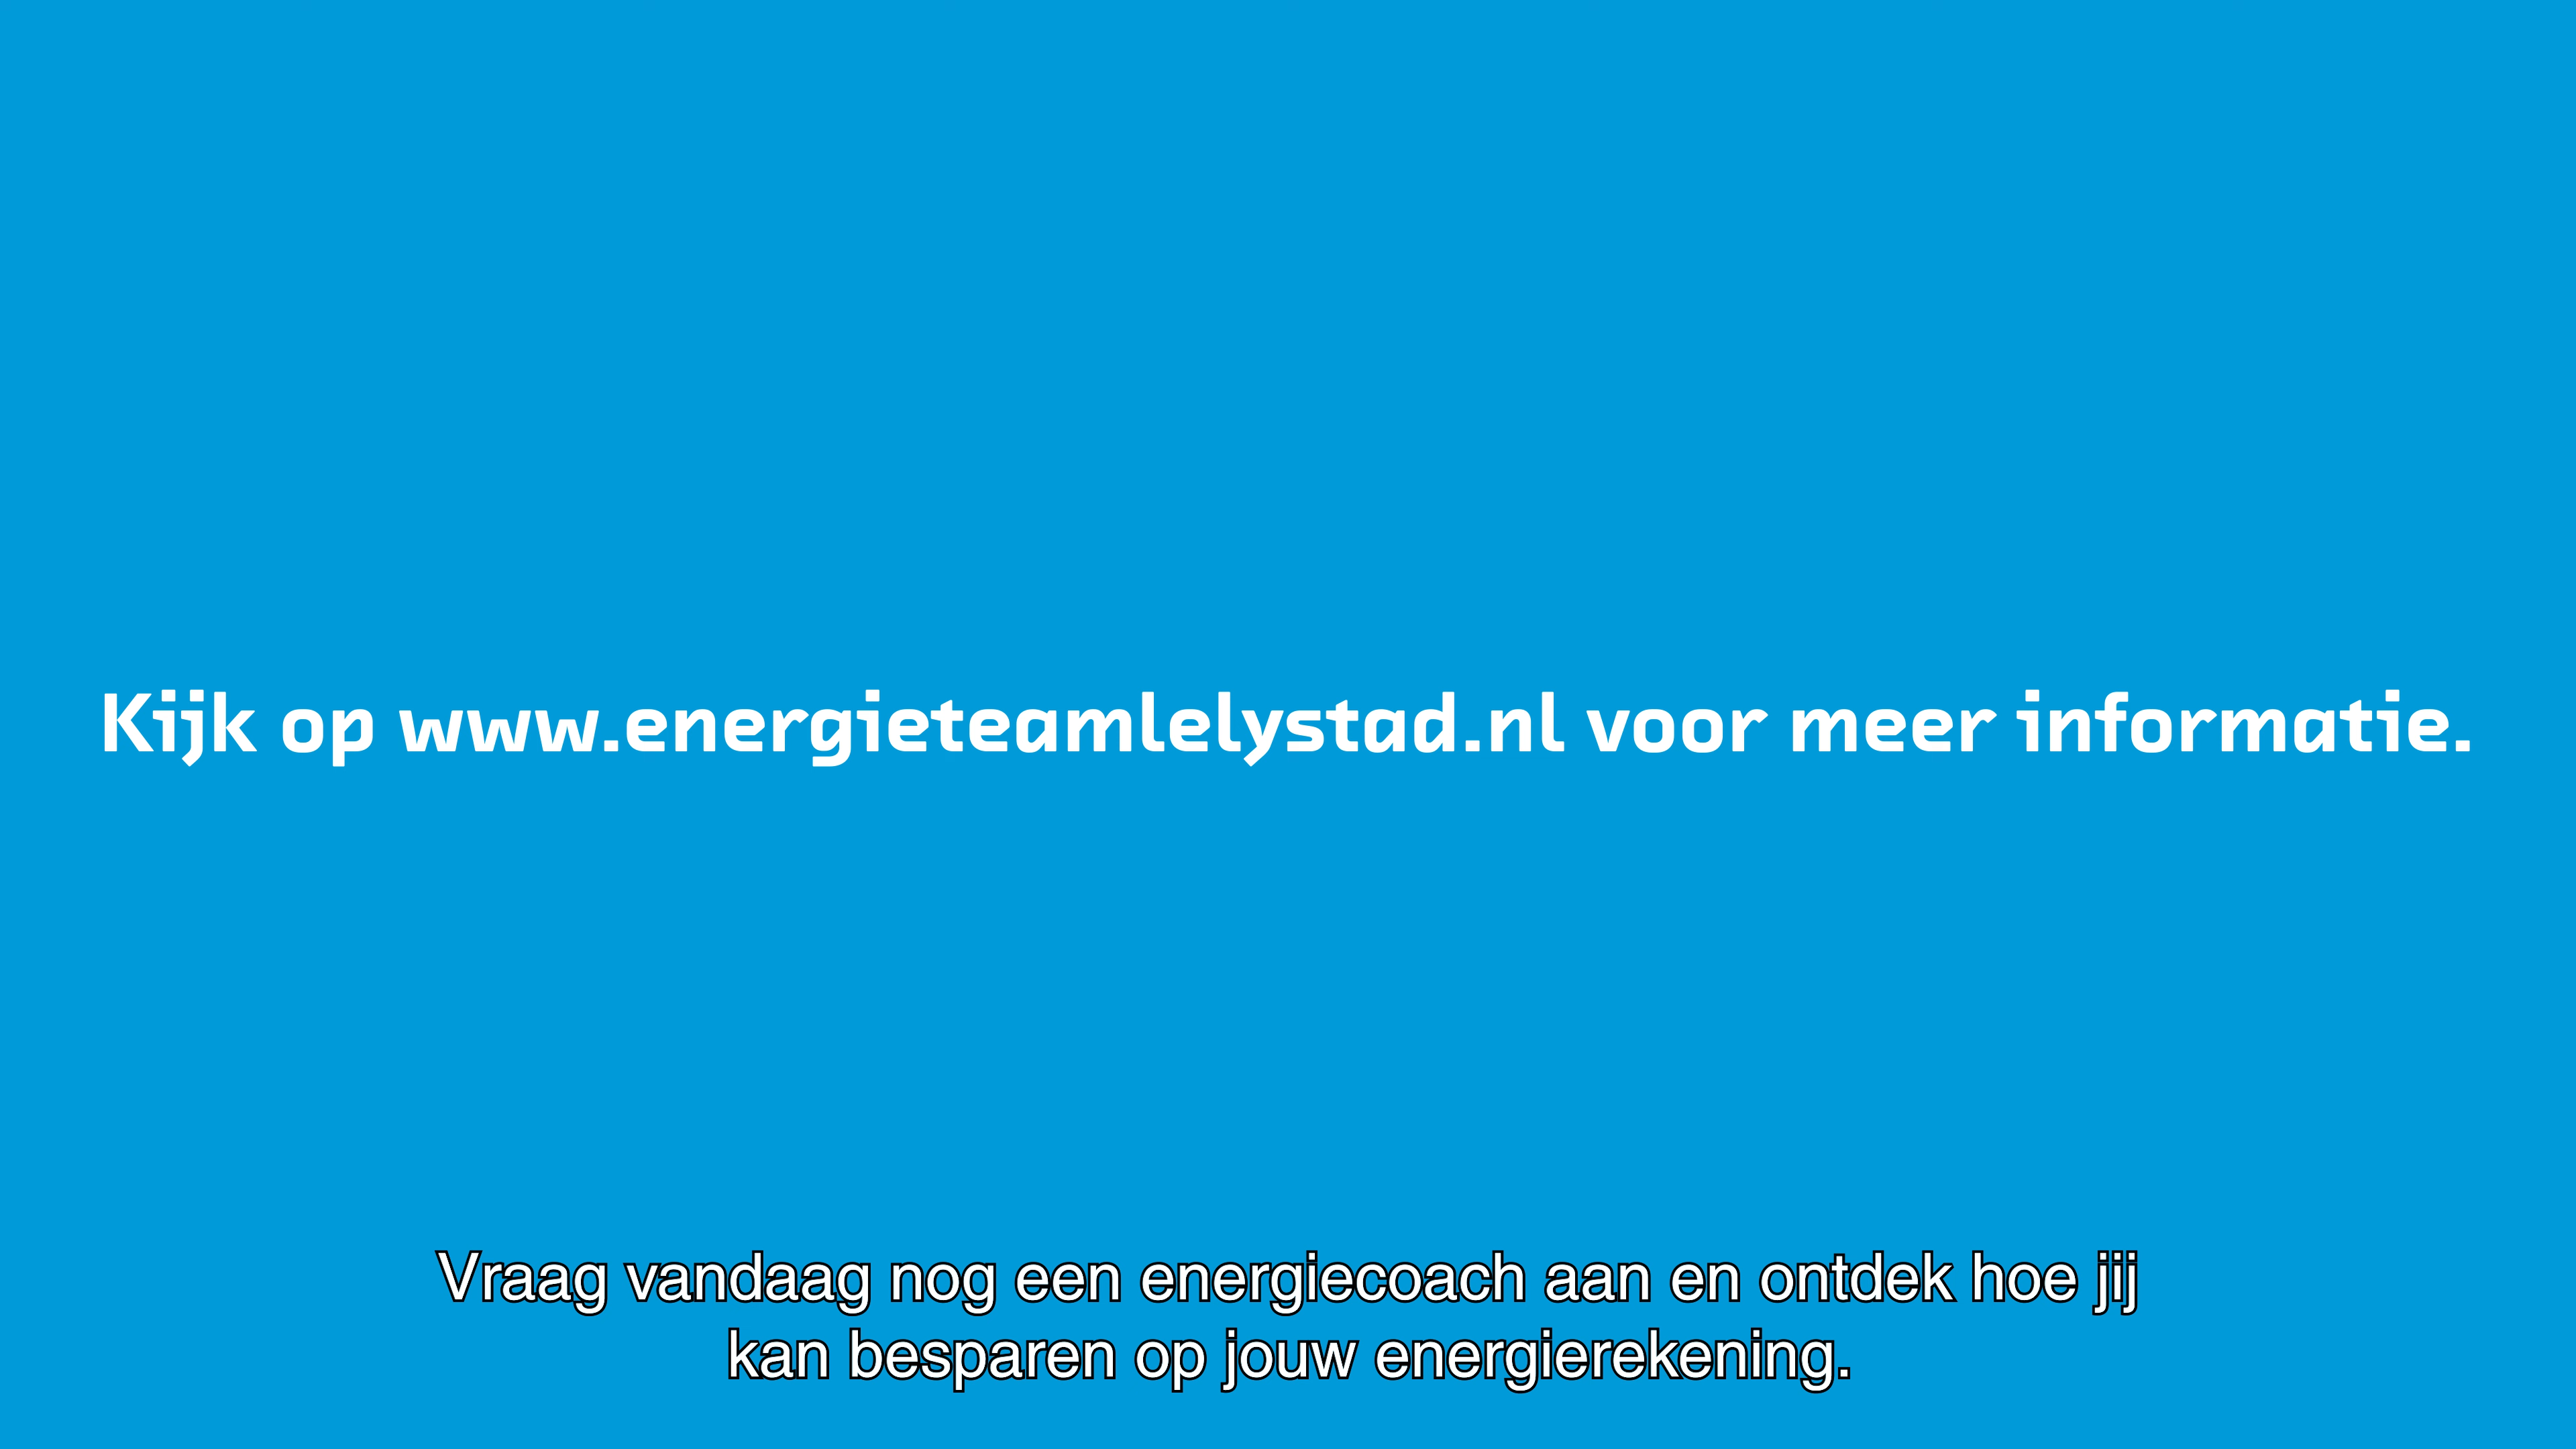 Kijk op www.energieteamlelystad.nl voor meer informatie.
Vraag vandaag nog een energiecoach aan en ontdek hoe jij
kan besparen op jouw energierekening.